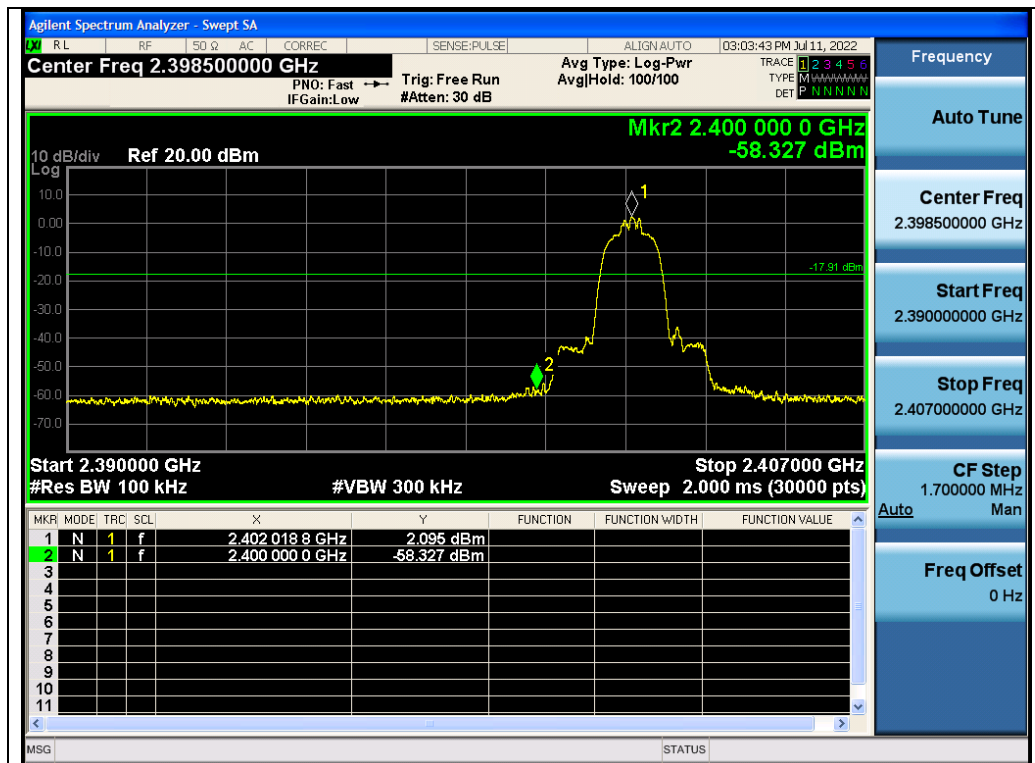 Agilent Spectrum Analyzer - Swept SA
LXI RL RF 50 Ω AC CORREC SENSE:PULSE ALIGN AUTO 03:03:43 PM Jul 11, 2022
Center Freq 2.398500000 GHz
PNO: Fast
IFGain:Low
Trig: Free Run
#Atten: 30 dB
Avg Type: Log-Pwr
Avg|Hold: 100/100
TRACE 1 2 3 4 5 6
TYPE M
DET P N N N N N
Mkr2 2.400 000 0 GHz
-58.327 dBm
10 dB/div Ref 20.00 dBm
Log
10.0
0.00
-10.0
-20.0
-30.0
-40.0
-50.0
-60.0
-70.0
1
-17.91 dBm
2
Start 2.390000 GHz Stop 2.407000 GHz
#Res BW 100 kHz #VBW 300 kHz Sweep 2.000 ms (30000 pts)
MKR MODE TRC SCL X Y FUNCTION FUNCTION WIDTH FUNCTION VALUE
1 N 1 f 2.402 018 8 GHz 2.095 dBm
2 N 1 f 2.400 000 0 GHz -58.327 dBm
3
4
5
6
7
8
9
10
11
MSG STATUS
Frequency
Auto Tune
Center Freq
2.398500000 GHz
Start Freq
2.390000000 GHz
Stop Freq
2.407000000 GHz
CF Step
1.700000 MHz
Auto Man
Freq Offset
0 Hz